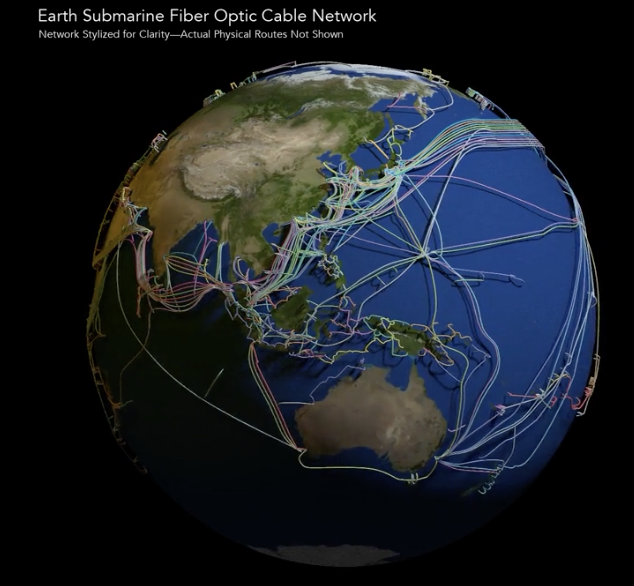 Earth Submarine Fiber Optic Cable Network
Network Stylized for Clarity—Actual Physical Routes Not Shown